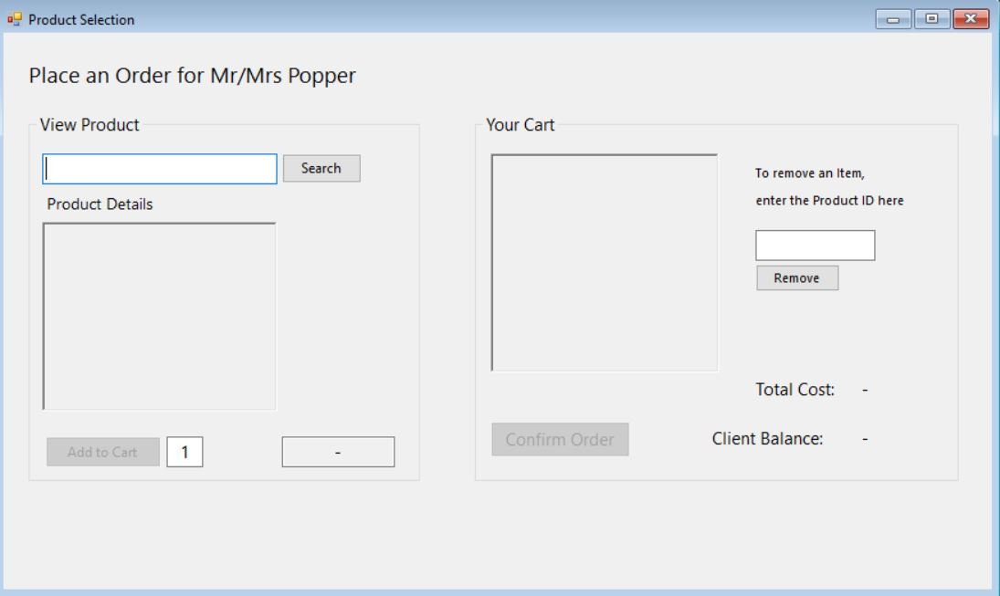 Product Selection
Place an Order for Mr/Mrs Popper
View Product
Search
Product Details
Add to Cart
1
-
Your Cart
To remove an Item,
enter the Product ID here
Remove
Total Cost: -
Confirm Order
Client Balance: -